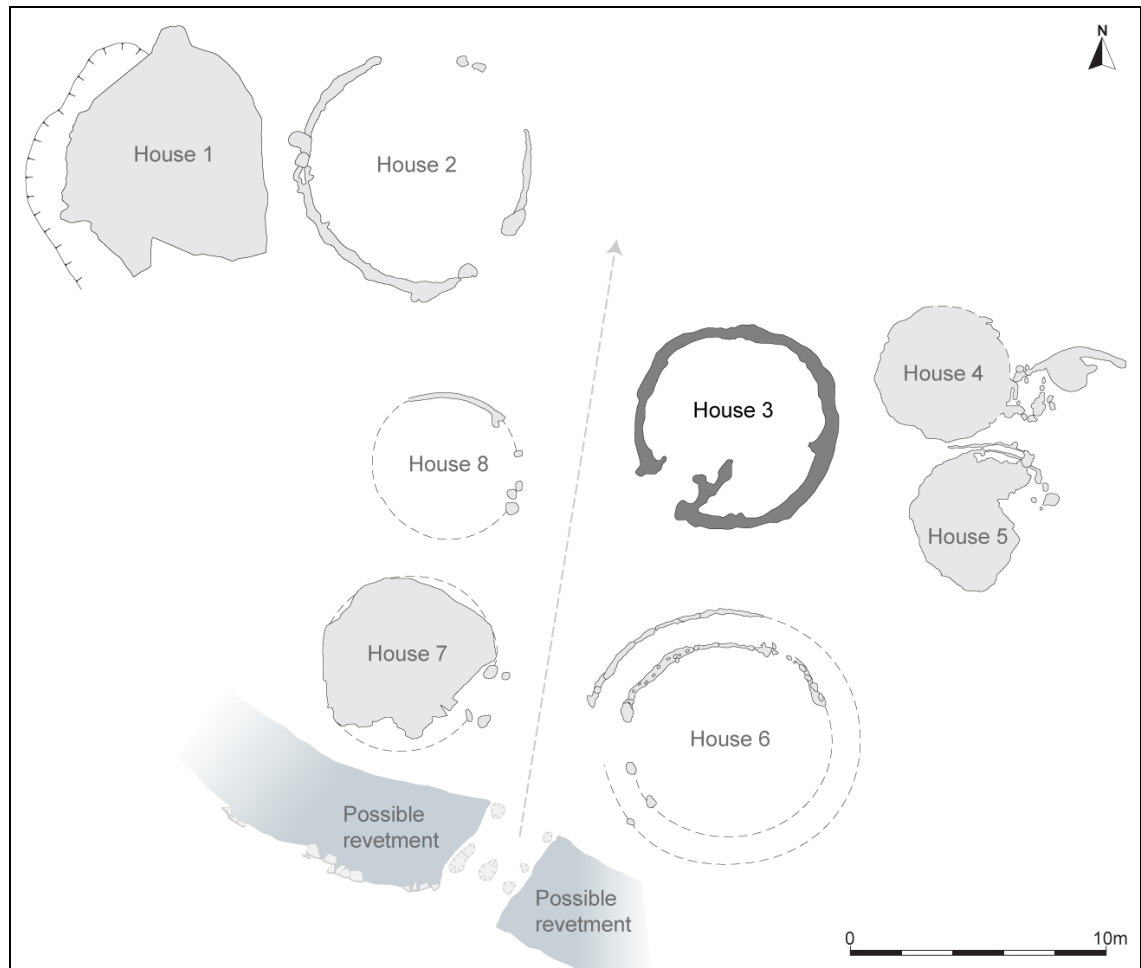 N
House 1
House 2
House 4
House 3
House 8
House 5
House 7
House 6
Possible
revetment
Possible
revetment
0
10m